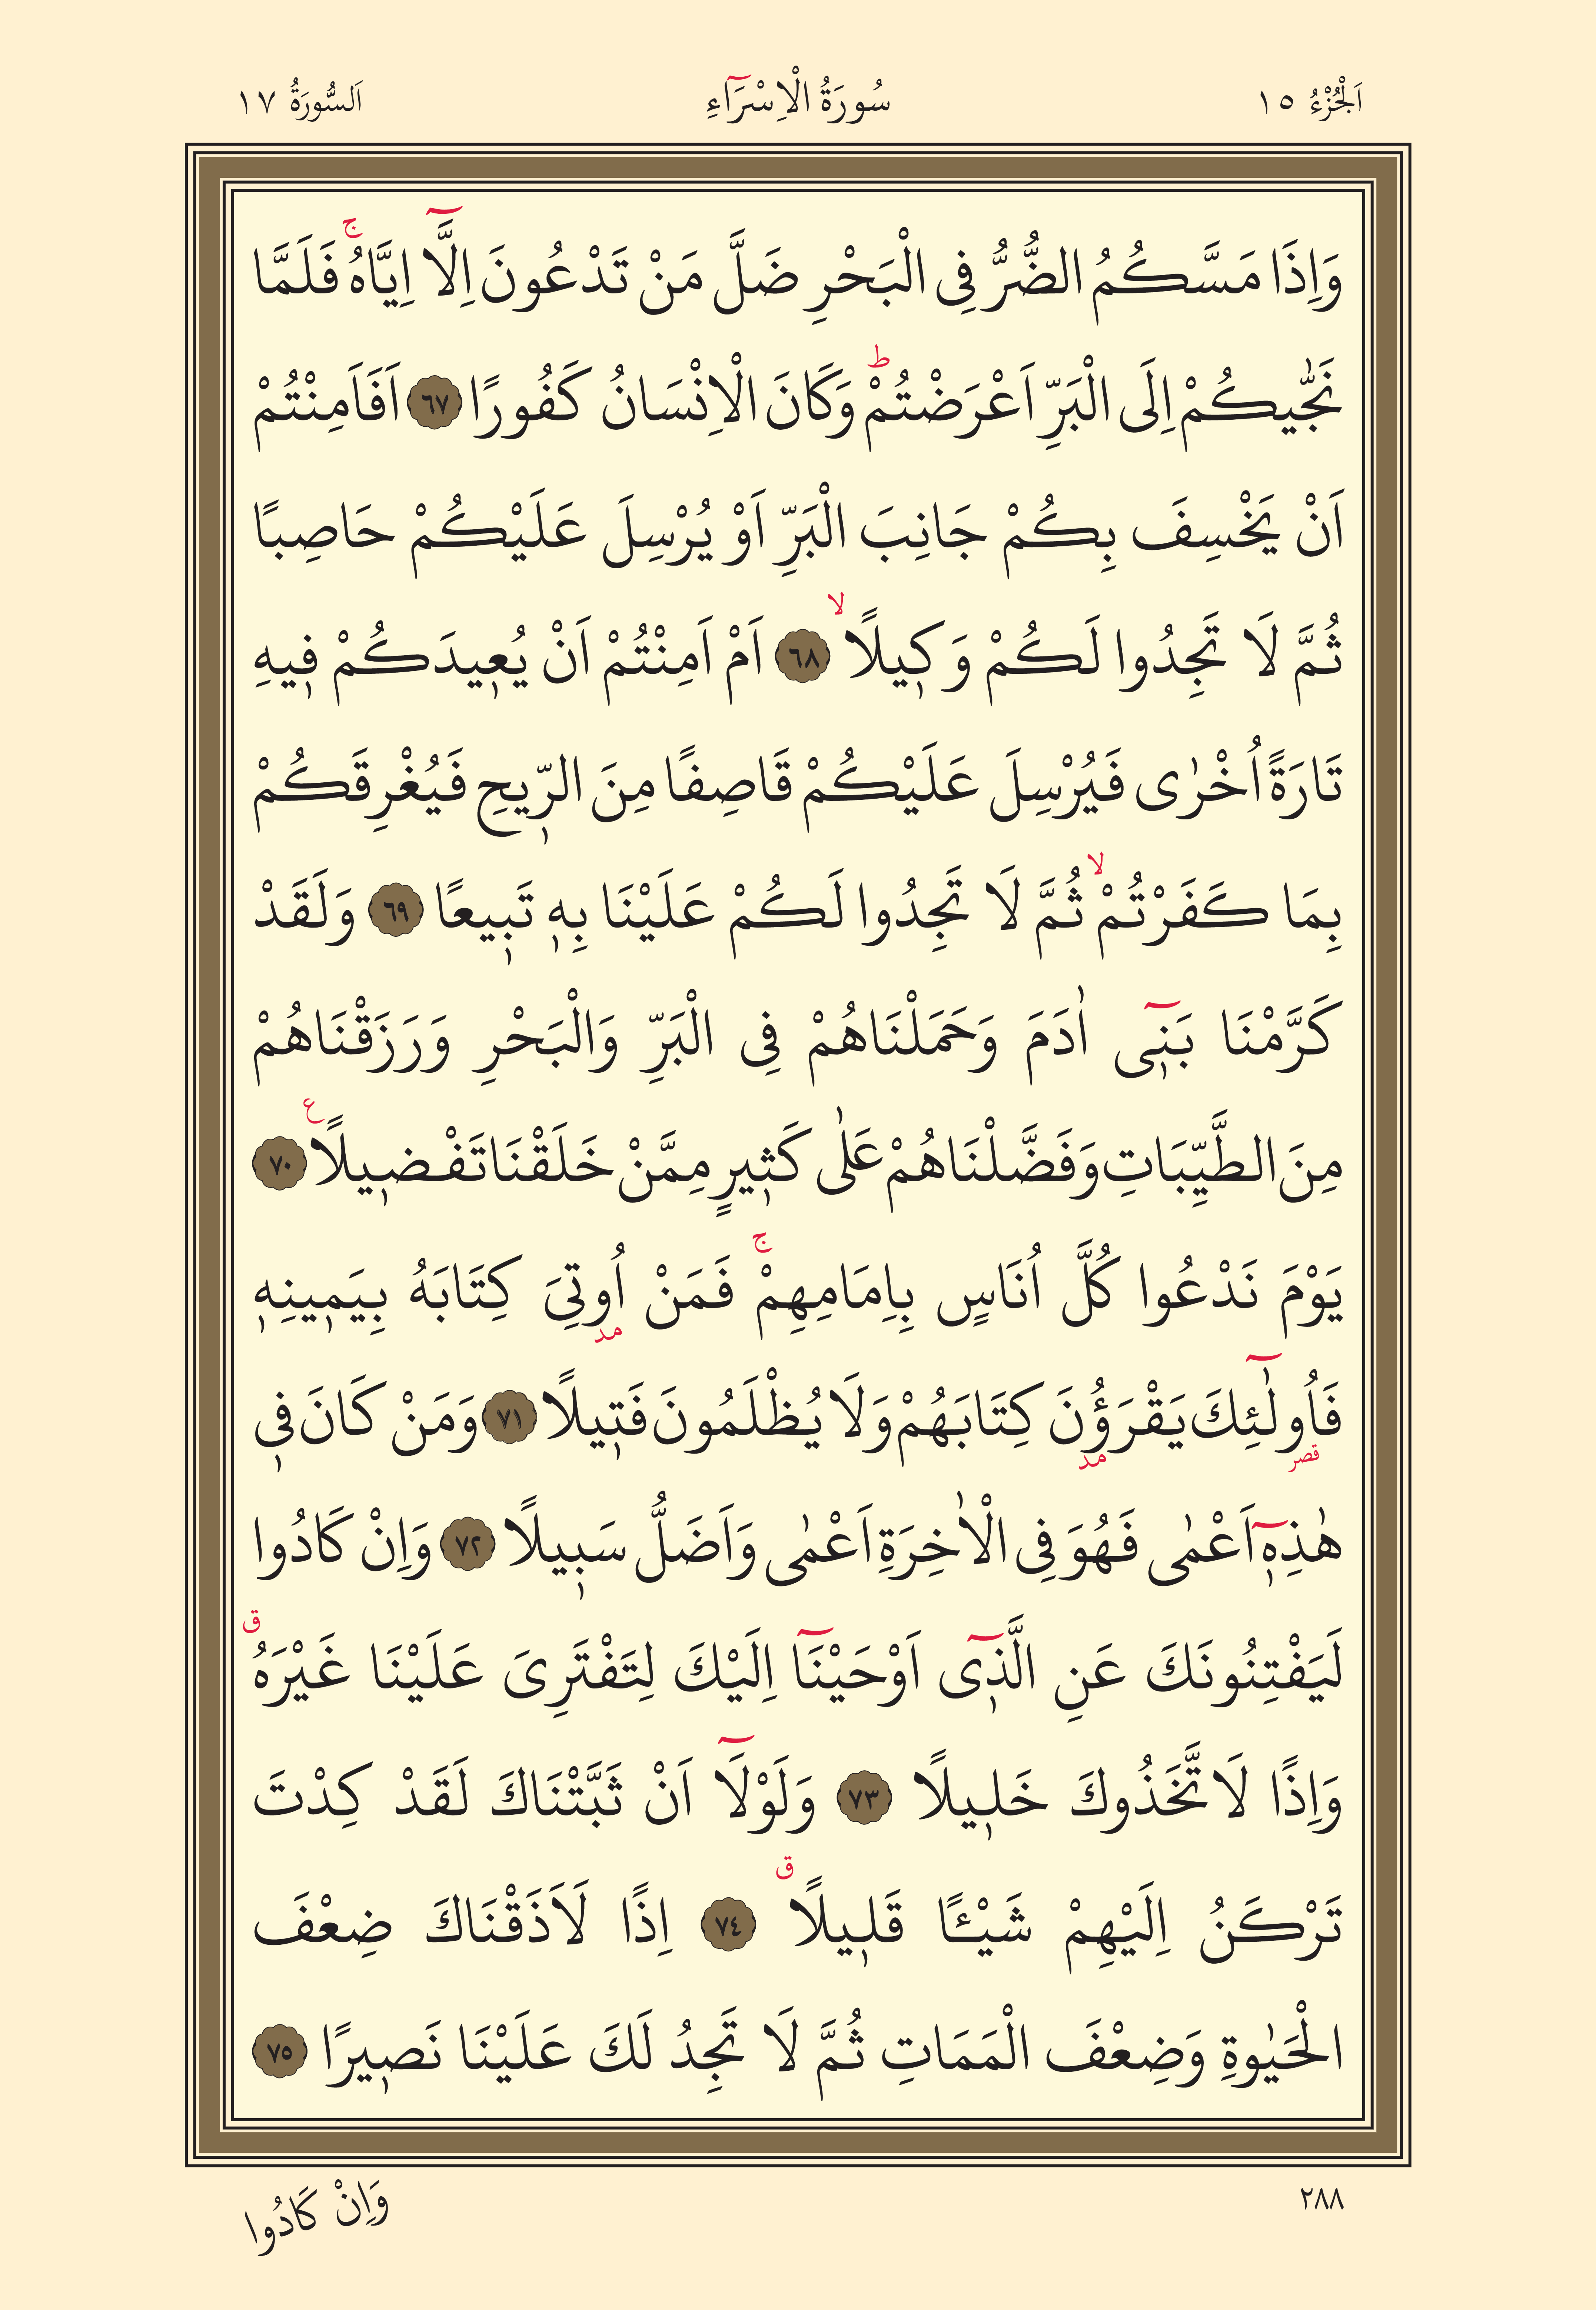 اَلْجُزْءُ ١٥
سُورَةُ الْاِسْرَٓاءِ
اَلسُّورَةُ ١٧
وَاِذَا مَسَّكُمُ الضُّرُّ فِى الْبَحْرِ ضَلَّ مَنْ تَدْعُونَ اِلَّٓا اِيَّاهُۚ فَلَمَّا
نَجّٰيكُمْ اِلَى الْبَرِّ اَعْرَضْتُمْۜ وَكَانَ الْاِنْسَانُ كَفُورًا ٦٧ اَفَاَمِنْتُمْ
اَنْ يَخْسِفَ بِكُمْ جَانِبَ الْبَرِّ اَوْ يُرْسِلَ عَلَيْكُمْ حَاصِبًا
ثُمَّ لَا تَجِدُوا لَكُمْ وَكٖيلًاۙ ٦٨ اَمْ اَمِنْتُمْ اَنْ يُعٖيدَكُمْ فٖيهِ
تَارَةً اُخْرٰى فَيُرْسِلَ عَلَيْكُمْ قَاصِفًا مِنَ الرّٖيحِ فَيُغْرِقَكُمْ
بِمَا كَفَرْتُمْۙ ثُمَّ لَا تَجِدُوا لَكُمْ عَلَيْنَا بِهٖ تَبٖيعًا ٦٩ وَلَقَدْ
كَرَّمْنَا بَنٖٓى اٰدَمَ وَحَمَلْنَاهُمْ فِى الْبَرِّ وَالْبَحْرِ وَرَزَقْنَاهُمْ
مِنَ الطَّيِّبَاتِ وَفَضَّلْنَاهُمْ عَلٰى كَثٖيرٍ مِمَّنْ خَلَقْنَا تَفْضٖيلًا ع ٧٠
يَوْمَ نَدْعُوا كُلَّ اُنَاسٍ بِاِمَامِهِمْۚ فَمَنْ اُوتِىَ كِتَابَهُ بِيَمٖينِهٖ
مد
فَاُولٰٓئِكَ يَقْرَؤُنَ كِتَابَهُمْ وَلَا يُظْلَمُونَ فَتٖيلًا ٧١ وَمَنْ كَانَ فٖى
قصر مد
هٰذِهٖٓ اَعْمٰى فَهُوَ فِى الْاٰخِرَةِ اَعْمٰى وَاَضَلُّ سَبٖيلًا ٧٢ وَاِنْ كَادُوا
لَيَفْتِنُونَكَ عَنِ الَّذٖٓى اَوْحَيْنَٓا اِلَيْكَ لِتَفْتَرِىَ عَلَيْنَا غَيْرَهُ ق
وَاِذًا لَا تَّخَذُوكَ خَلٖيلًا ٧٣ وَلَوْلَٓا اَنْ ثَبَّتْنَاكَ لَقَدْ كِدْتَ
تَرْكَنُ اِلَيْهِمْ شَيْـًٔا قَلٖيلًا ق ٧٤ اِذًا لَاَذَقْنَاكَ ضِعْفَ
الْحَيٰوةِ وَضِعْفَ الْمَمَاتِ ثُمَّ لَا تَجِدُ لَكَ عَلَيْنَا نَصٖيرًا ٧٥
٢٨٨
وَاِنْ كَادُوا